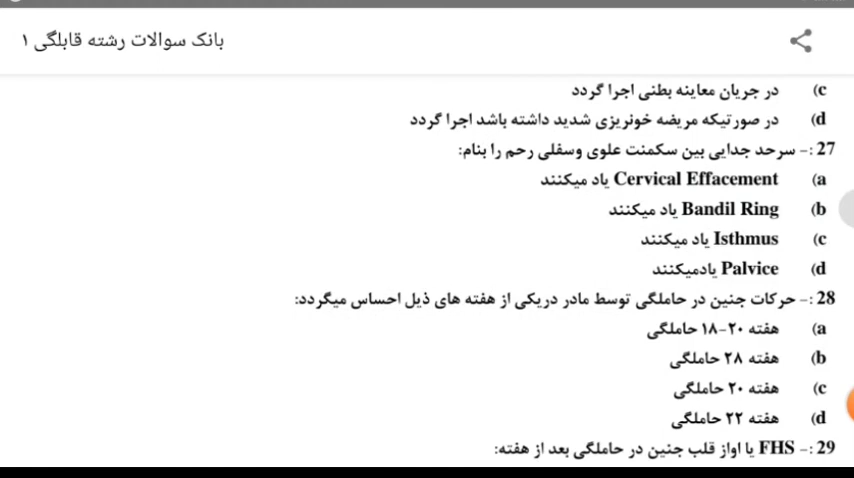 بانک سوالات رشته قابلگی ۱
c) در جریان معاینه بطنی اجرا گردد
d) در صورتیکه مریضه خونریزی شدید داشته باشد اجرا گردد
27 :- سرحد جدایی بین سکمنت علوی وسفلی رحم را بنام:
a) Cervical Effacement یاد میکنند
b) Bandil Ring یاد میکنند
c) Isthmus یاد میکنند
d) Palvice یادمیکنند
28 :- حرکات جنین در حاملگی توسط مادر دریکی از هفته های ذیل احساس میگردد:
a) هفته ۲۰-۱۸ حاملگی
b) هفته ۲۸ حاملگی
c) هفته ۲۰ حاملگی
d) هفته ۲۲ حاملگی
29 :- FHS یا اواز قلب جنین در حاملگی بعد از هفته: